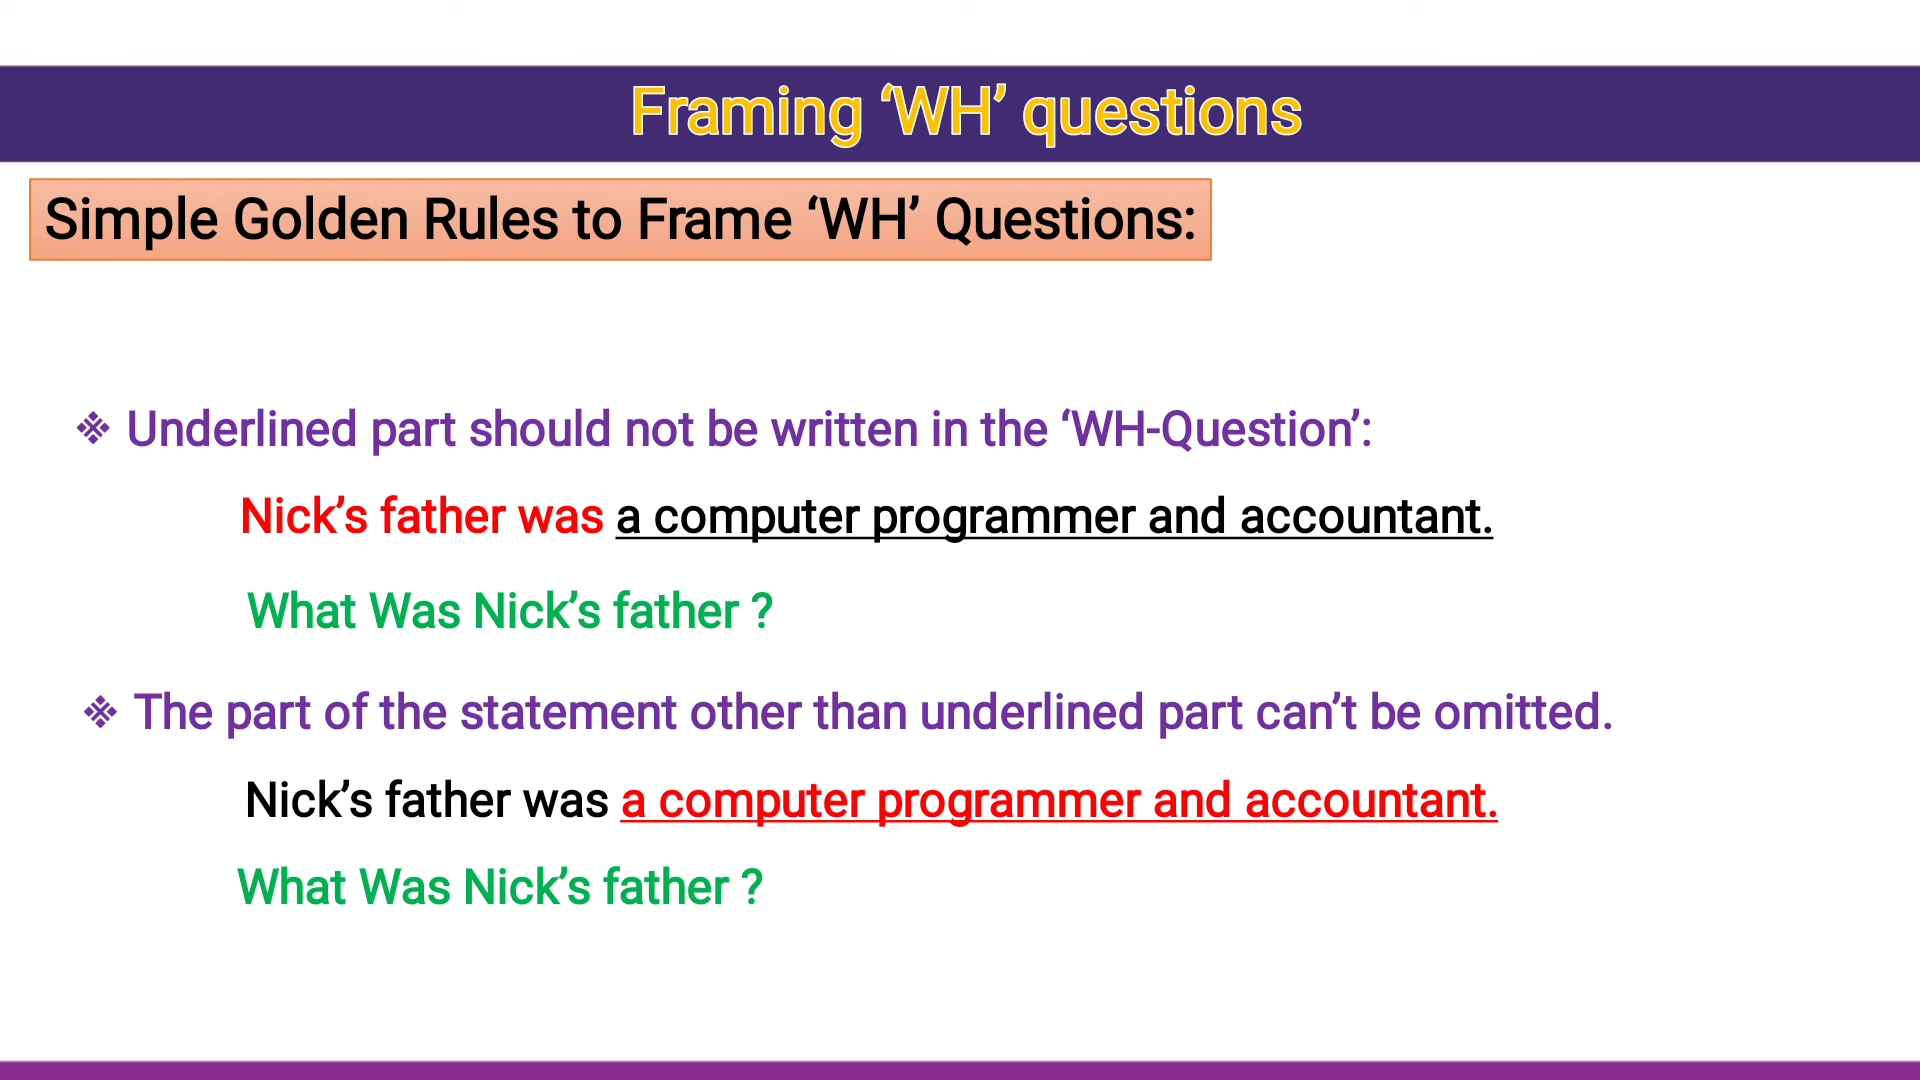 Framing ‘WH’ questions
Simple Golden Rules to Frame ‘WH’ Questions:
❖ Underlined part should not be written in the ‘WH-Question’:
Nick’s father was a computer programmer and accountant.
What Was Nick’s father ?
❖ The part of the statement other than underlined part can’t be omitted.
Nick’s father was a computer programmer and accountant.
What Was Nick’s father ?